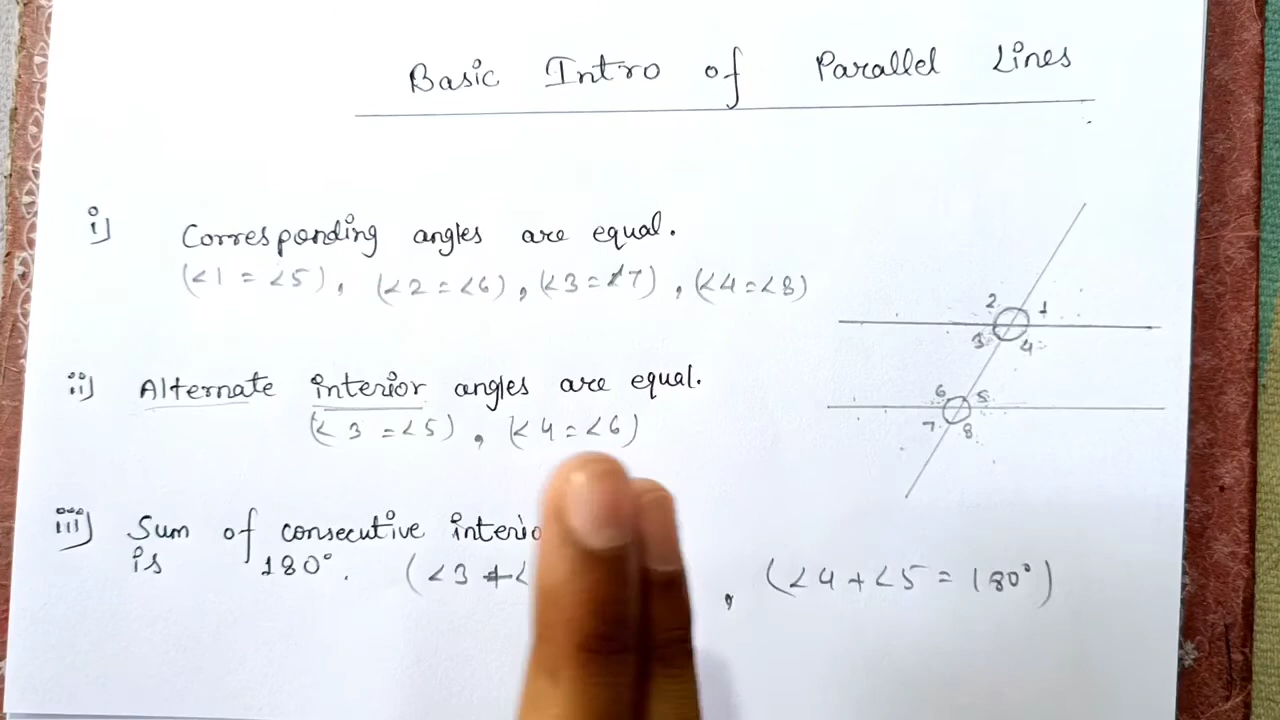 Basic Intro of Parallel Lines
i) Corresponding angles are equal.
(∠1 = ∠5), (∠2 = ∠6), (∠3 = ∠7), (∠4 = ∠8)
2 1
3 4
6 5
7 8
ii) Alternate interior angles are equal.
(∠3 = ∠5), (∠4 = ∠6)
iii) Sum of consecutive interio
is 180°. (∠3 + ∠ , (∠4 + ∠5 = 180°)